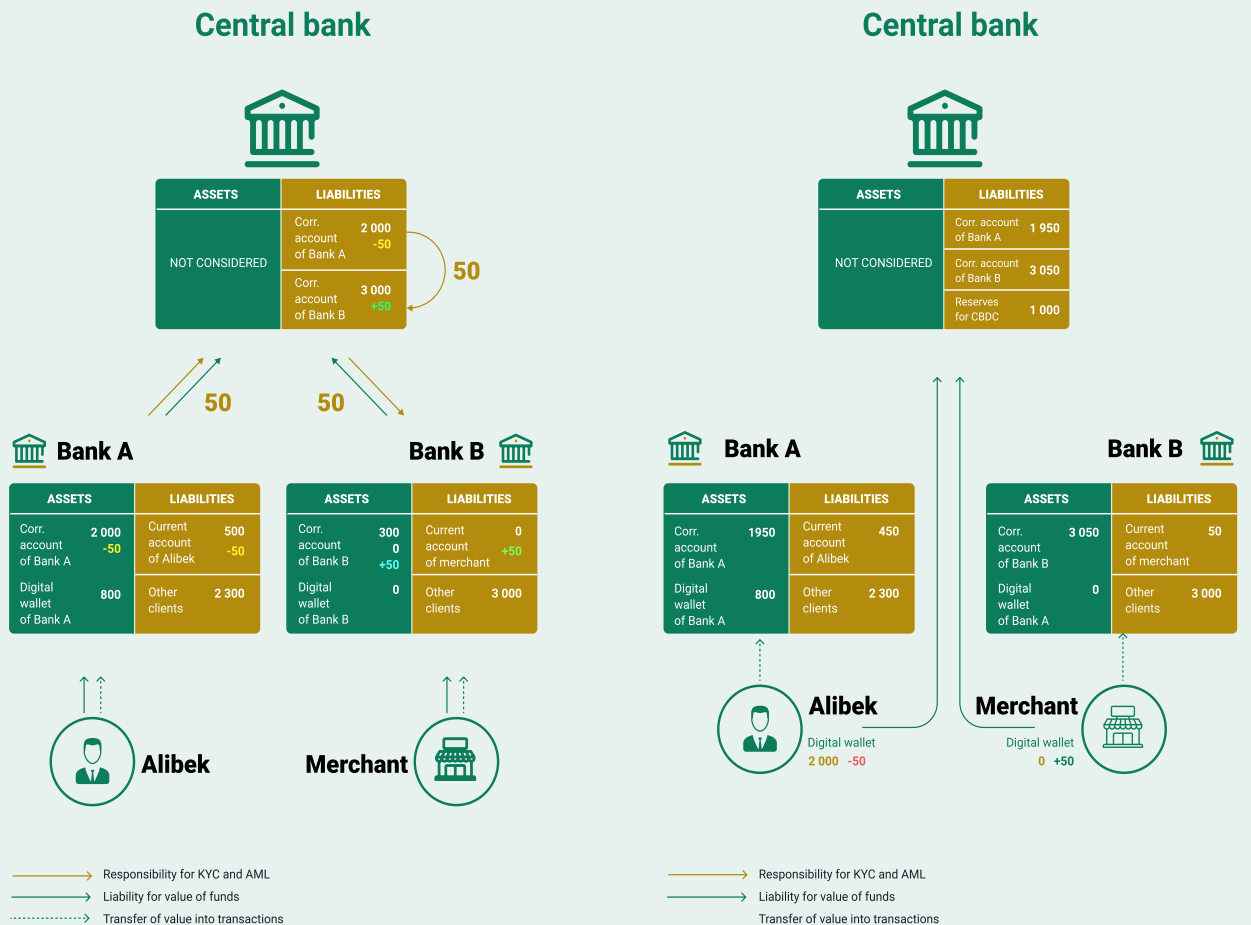 Central bank
ASSETS
LIABILITIES
NOT CONSIDERED
Corr.
account
of Bank A
2 000
-50
Corr.
account
of Bank B
3 000
+50
50
50
50
Bank A
Bank B
ASSETS
LIABILITIES
Corr.
account
of Bank A
2 000
-50
Digital
wallet
of Bank A
800
Current
account
of Alibek
500
-50
Other
clients
2 300
ASSETS
LIABILITIES
Corr.
account
of Bank B
300
0
+50
Digital
wallet
of Bank B
0
Current
account
of merchant
0
+50
Other
clients
3 000
Alibek
Merchant
Responsibility for KYC and AML
Liability for value of funds
Transfer of value into transactions
Central bank
ASSETS
LIABILITIES
NOT CONSIDERED
Corr. account
of Bank A
1 950
Corr. account
of Bank B
3 050
Reserves
for CBDC
1 000
Bank A
Bank B
ASSETS
LIABILITIES
Corr.
account
of Bank A
1950
Digital
wallet
of Bank A
800
Current
account
of Alibek
450
Other
clients
2 300
ASSETS
LIABILITIES
Corr.
account
of Bank B
3 050
Digital
wallet
of Bank A
0
Current
account
of merchant
50
Other
clients
3 000
Alibek
Digital wallet
2 000 -50
Merchant
Digital wallet
0 +50
Responsibility for KYC and AML
Liability for value of funds
Transfer of value into transactions